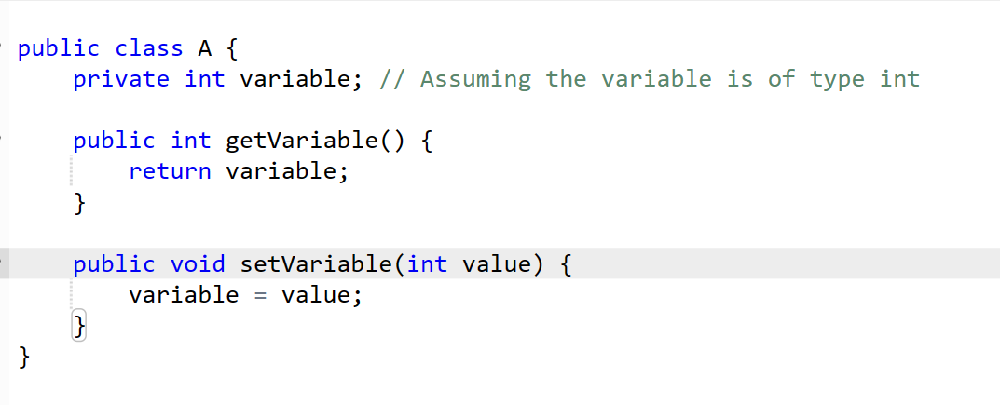 public class A {
    private int variable; // Assuming the variable is of type int

    public int getVariable() {
        return variable;
    }

    public void setVariable(int value) {
        variable = value;
    }
}